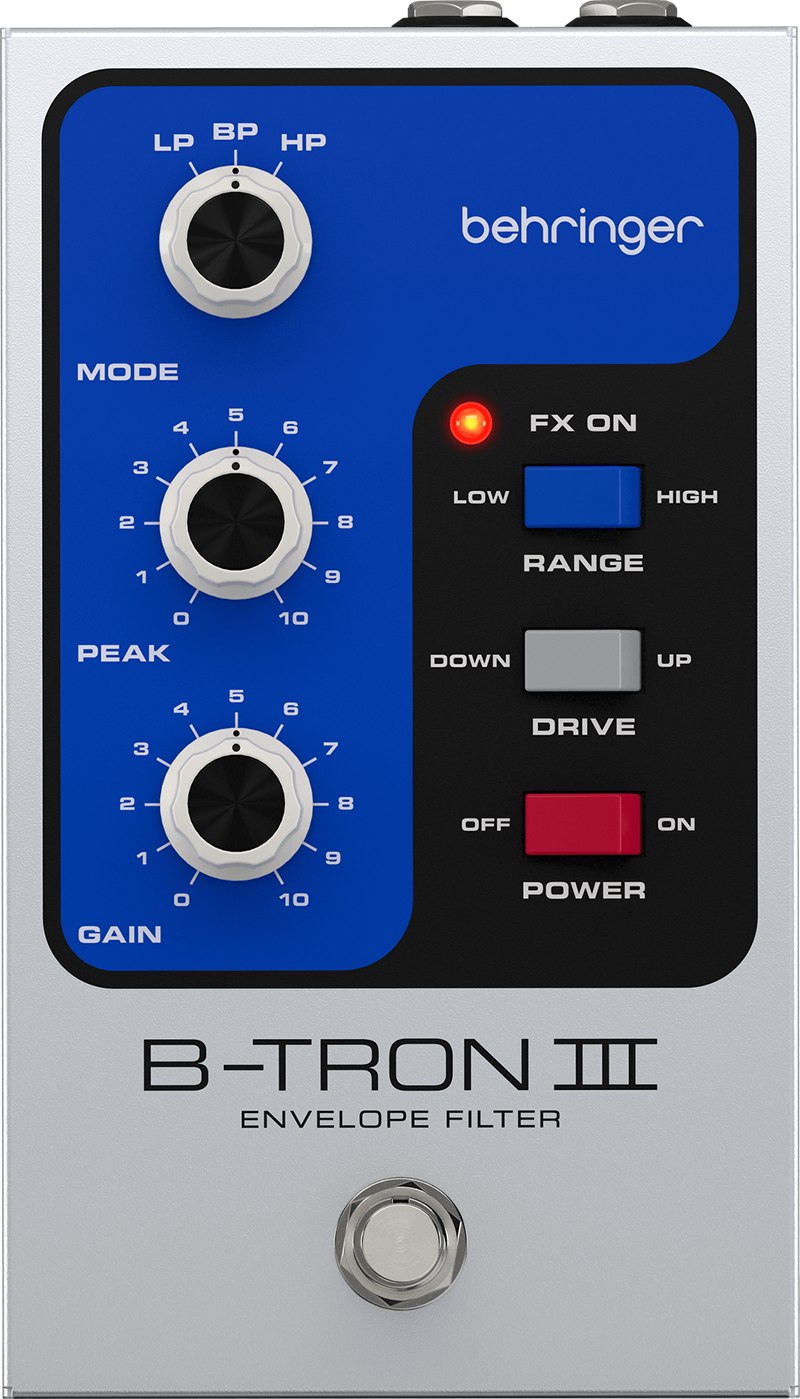 LP BP HP
behringer
MODE
0 1 2 3 4 5 6 7 8 9 10
PEAK
FX ON
LOW HIGH
RANGE
DOWN UP
DRIVE
0 1 2 3 4 5 6 7 8 9 10
GAIN
OFF ON
POWER
B-TRON III
ENVELOPE FILTER